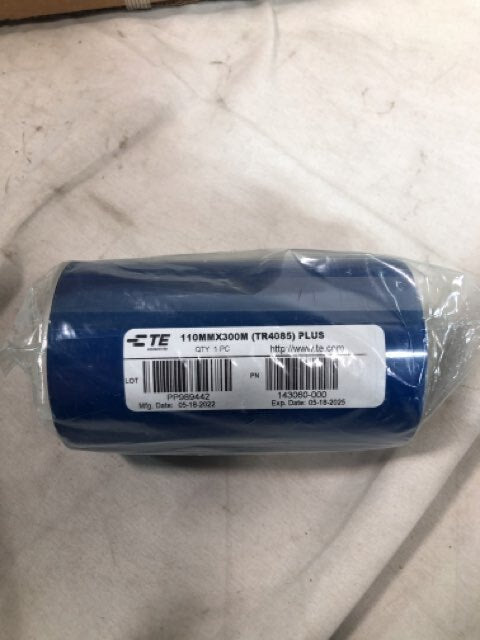 TE
110MMX300M (TR4085) PLUS
QTY 1 PC http://www.te.com
LOT PN
PP989442 143060-000
Mfg. Date: 05-18-2022 Exp. Date: 05-18-2025